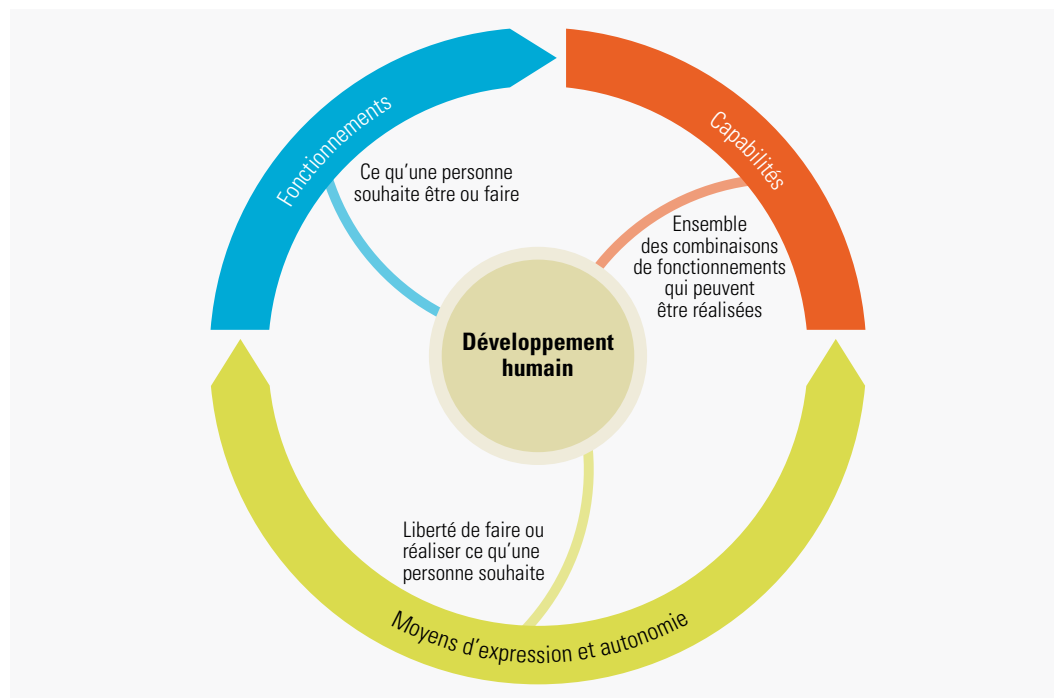 Fonctionnements
Ce qu’une personne
souhaite être ou faire
Capabilités
Ensemble
des combinaisons
de fonctionnements
qui peuvent
être réalisées
Développement
humain
Liberté de faire ou
réaliser ce qu’une
personne souhaite
Moyens d’expression et autonomie